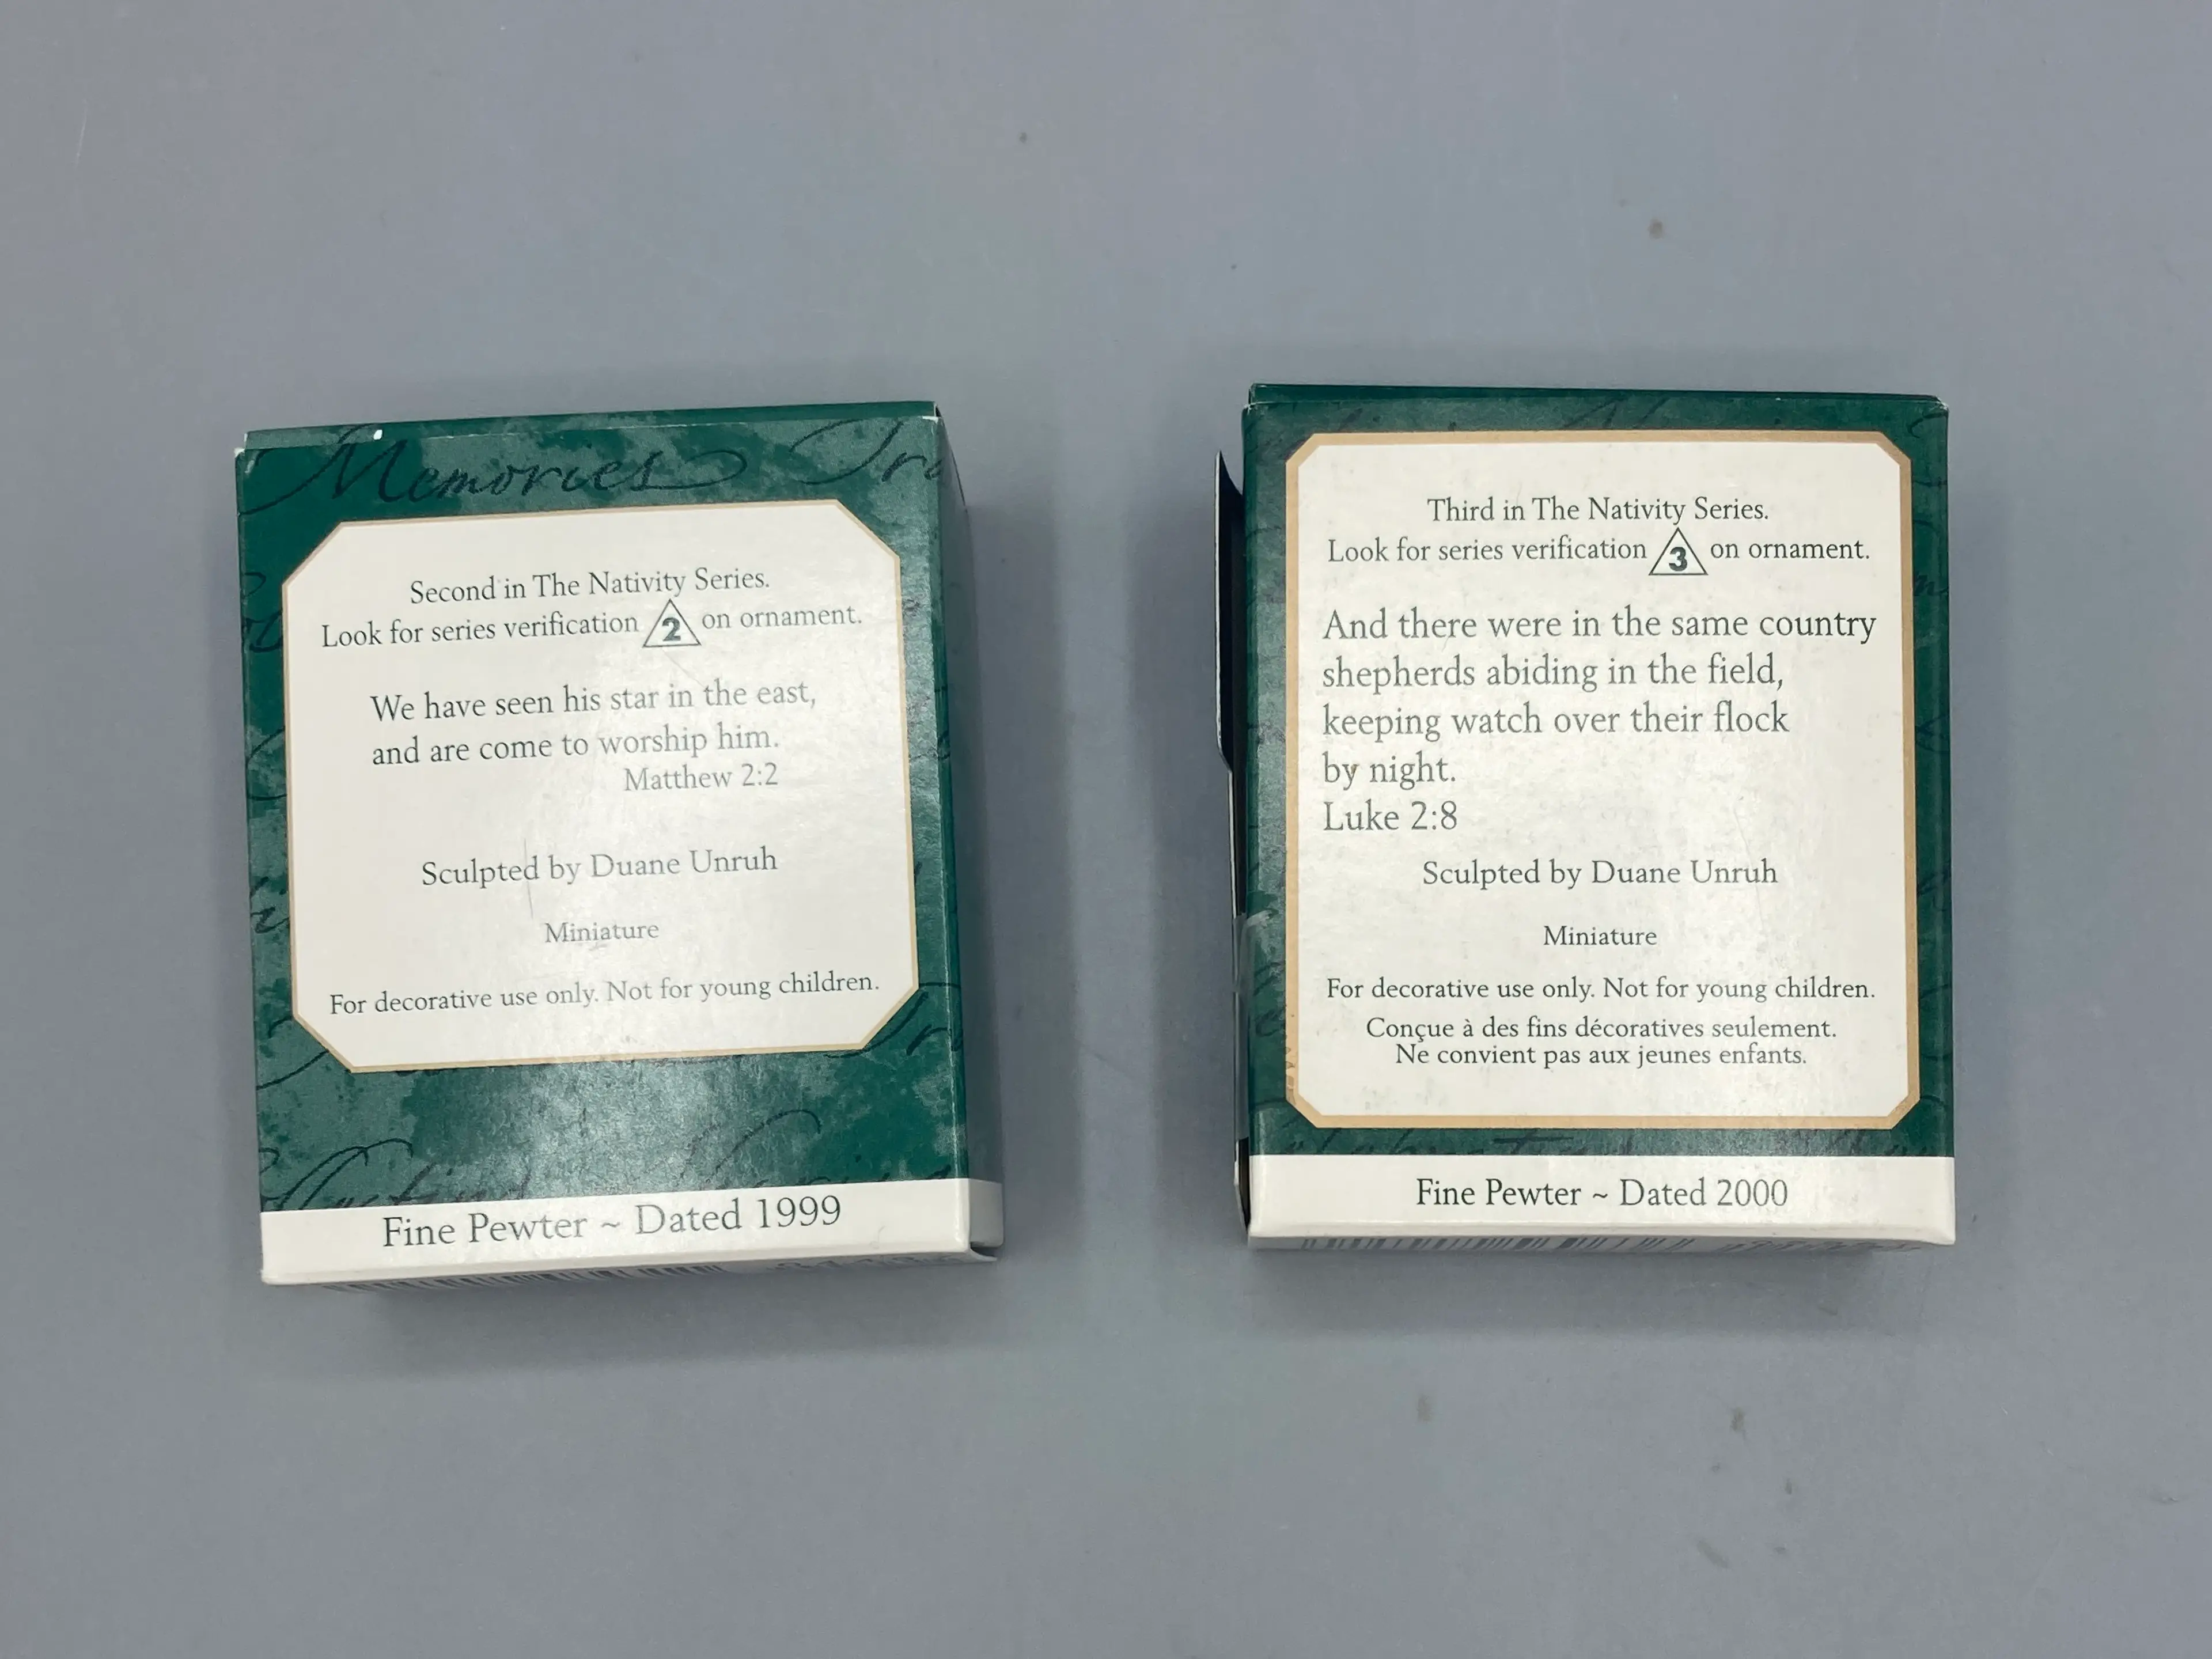 Memories
Second in The Nativity Series.
Look for series verification 2 on ornament.
We have seen his star in the east,
and are come to worship him.
Matthew 2:2
Sculpted by Duane Unruh
Miniature
For decorative use only. Not for young children.
Fine Pewter ~ Dated 1999
Third in The Nativity Series.
Look for series verification 3 on ornament.
And there were in the same country
shepherds abiding in the field,
keeping watch over their flock
by night.
Luke 2:8
Sculpted by Duane Unruh
Miniature
For decorative use only. Not for young children.
Conçue à des fins décoratives seulement.
Ne convient pas aux jeunes enfants.
Fine Pewter ~ Dated 2000